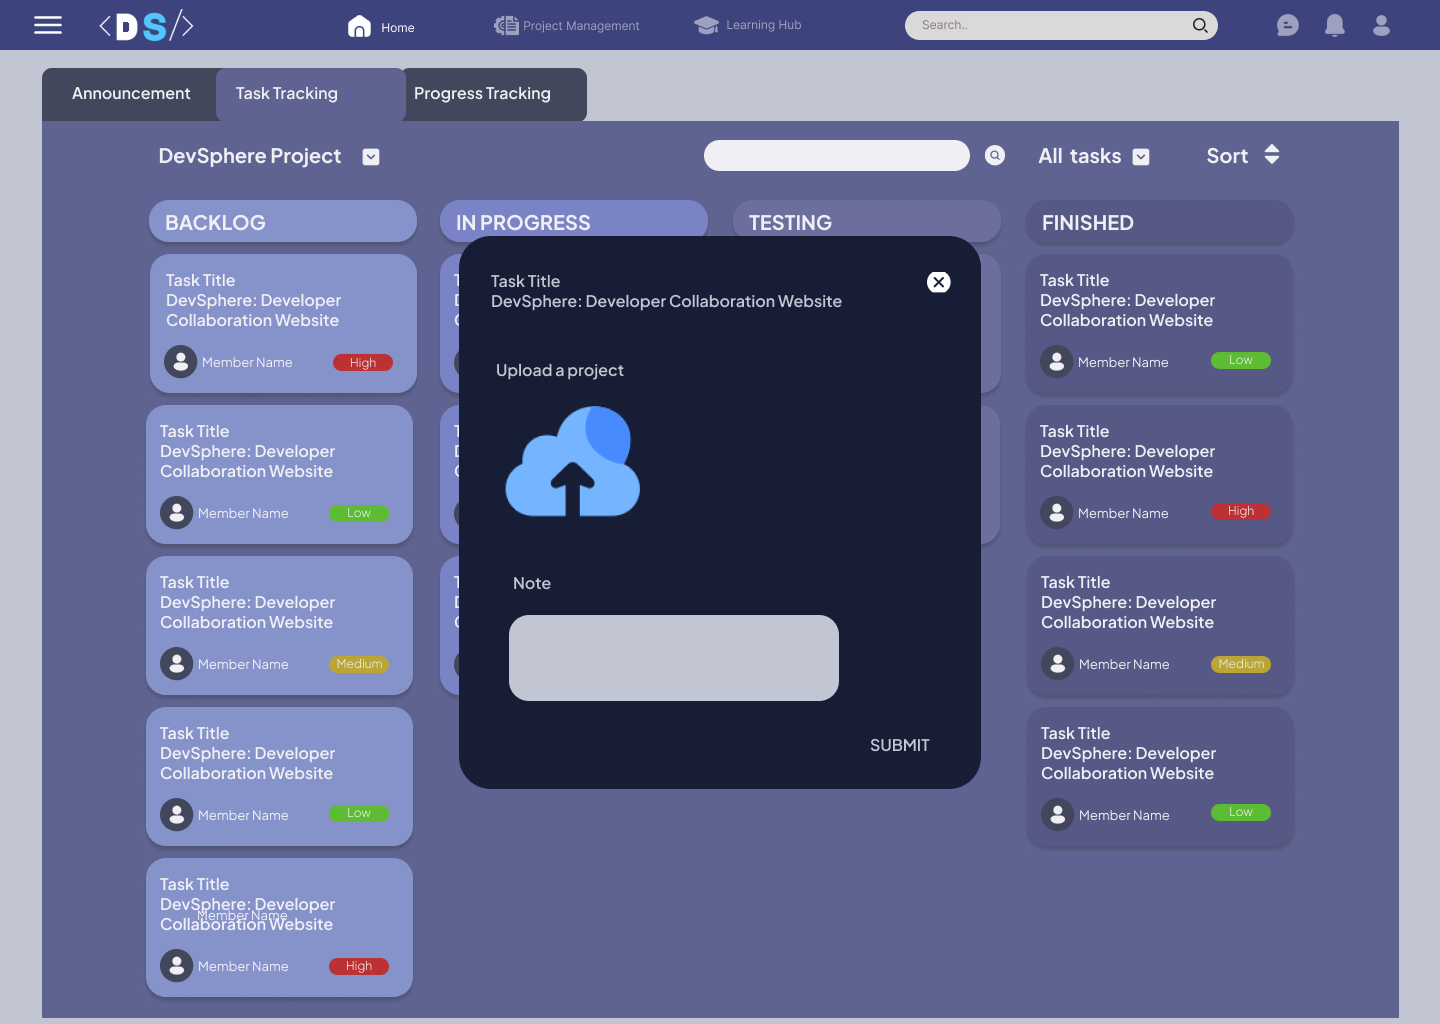 <DS/>
Home
Project Management
Learning Hub
Search..
Announcement
Task Tracking
Progress Tracking
DevSphere Project
All tasks
Sort
BACKLOG
IN PROGRESS
TESTING
FINISHED
Task Title
DevSphere: Developer
Collaboration Website
Member Name
High
Task Title
DevSphere: Developer
Collaboration Website
Member Name
Low
Task Title
DevSphere: Developer
Collaboration Website
Member Name
Medium
Task Title
DevSphere: Developer
Collaboration Website
Member Name
Low
Task Title
DevSphere: Developer
Member Name
Collaboration Website
Member Name
High
Task Title
DevSphere: Developer Collaboration Website
Upload a project
Note
SUBMIT
Task Title
DevSphere: Developer
Collaboration Website
Member Name
Low
Task Title
DevSphere: Developer
Collaboration Website
Member Name
High
Task Title
DevSphere: Developer
Collaboration Website
Member Name
Medium
Task Title
DevSphere: Developer
Collaboration Website
Member Name
Low